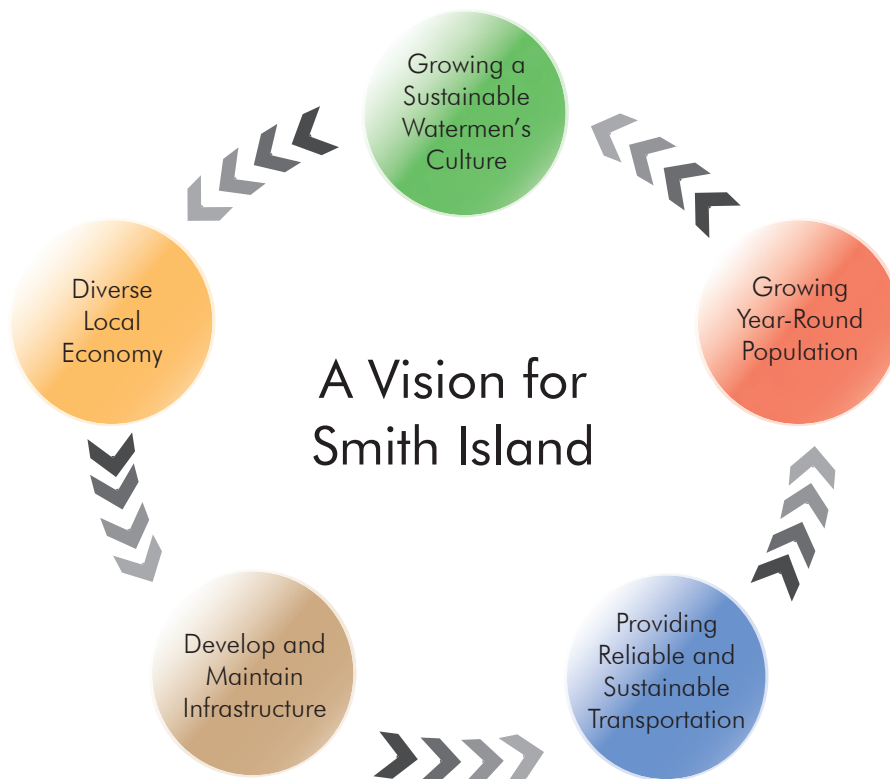 Growing a
Sustainable
Watermen's
Culture
Diverse
Local
Economy
Growing
Year-Round
Population
A Vision for
Smith Island
Develop and
Maintain
Infrastructure
Providing
Reliable and
Sustainable
Transportation